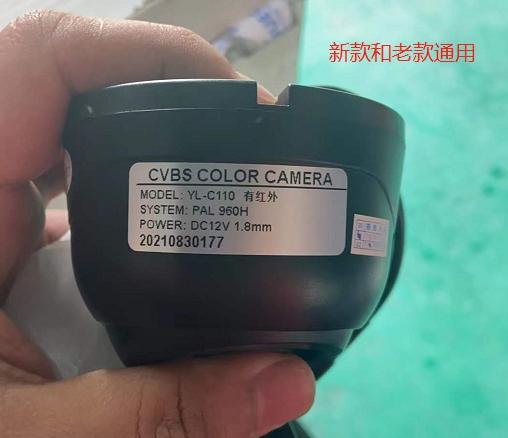 新款和老款通用
CVBS COLOR CAMERA
MODEL: YL-C110 有红外
SYSTEM: PAL 960H
POWER: DC12V 1.8mm
20210830177